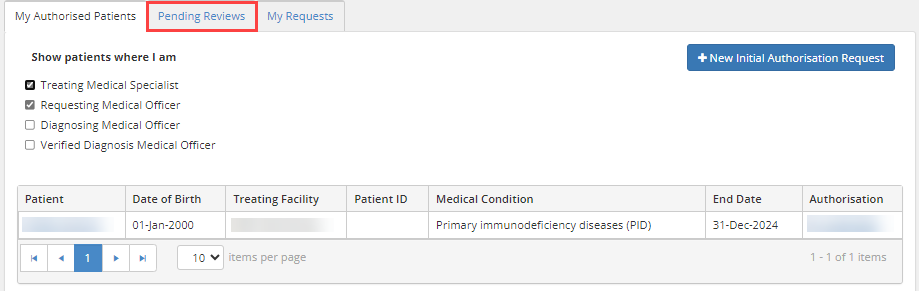 My Authorised Patients Pending Reviews My Requests
Show patients where I am
New Initial Authorisation Request
Treating Medical Specialist
Requesting Medical Officer
Diagnosing Medical Officer
Verified Diagnosis Medical Officer
Patient Date of Birth Treating Facility Patient ID Medical Condition End Date Authorisation
01-Jan-2000 Primary immunodeficiency diseases (PID) 31-Dec-2024
1 10 items per page 1 - 1 of 1 items